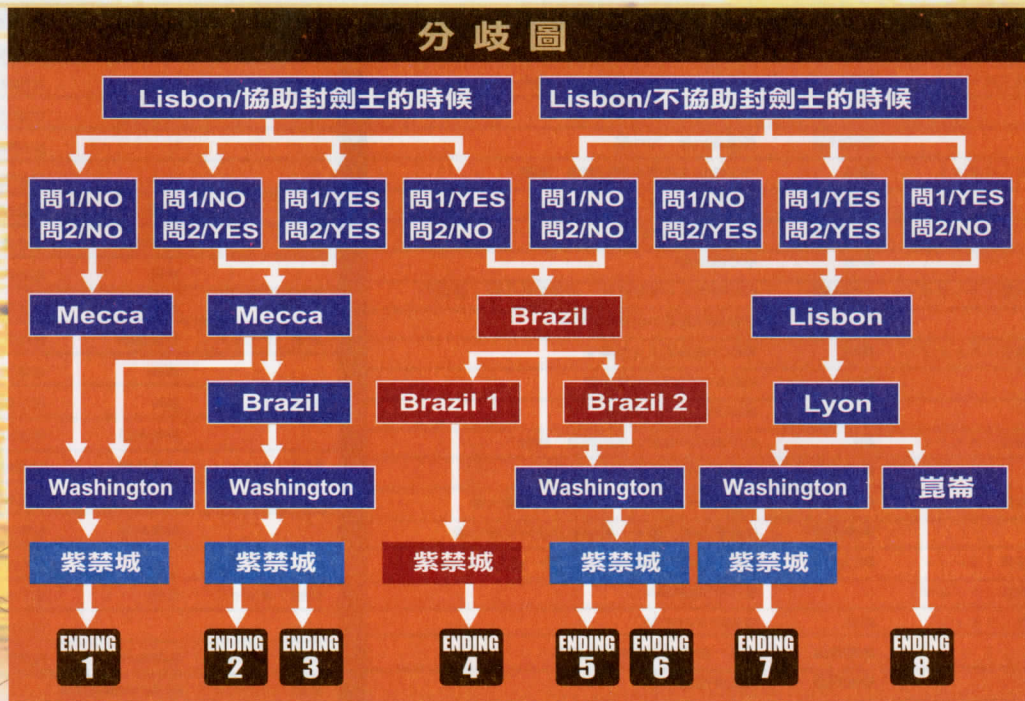 分歧圖
Lisbon/協助封劍士的時候
Lisbon/不協助封劍士的時候
問1/NO
問2/NO
問1/NO
問2/YES
問1/YES
問2/YES
問1/YES
問2/NO
問1/NO
問2/NO
問1/NO
問2/YES
問1/YES
問2/YES
問1/YES
問2/NO
Mecca
Mecca
Brazil
Lisbon
Brazil
Brazil 1
Brazil 2
Lyon
Washington
Washington
Washington
Washington
崑崙
紫禁城
紫禁城
紫禁城
紫禁城
紫禁城
ENDING
1
ENDING
2
ENDING
3
ENDING
4
ENDING
5
ENDING
6
ENDING
7
ENDING
8